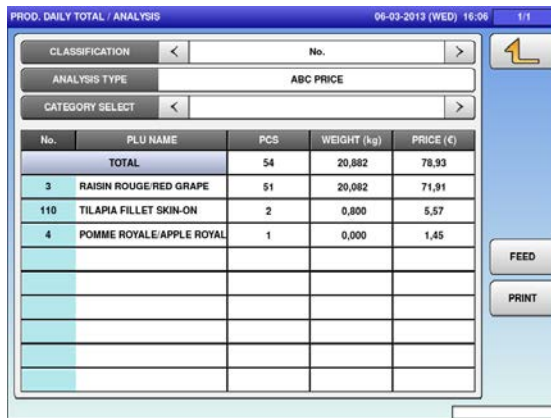 PROD. DAILY TOTAL / ANALYSIS 06-03-2013 (WED) 16:06 1/1
CLASSIFICATION < No. >
ANALYSIS TYPE ABC PRICE
CATEGORY SELECT < >
No. PLU NAME PCS WEIGHT (kg) PRICE (€)
TOTAL 54 20,882 78,93
3 RAISIN ROUGE/RED GRAPE 51 20,082 71,91
110 TILAPIA FILLET SKIN-ON 2 0,800 5,57
4 POMME ROYALE/APPLE ROYAL 1 0,000 1,45
FEED
PRINT